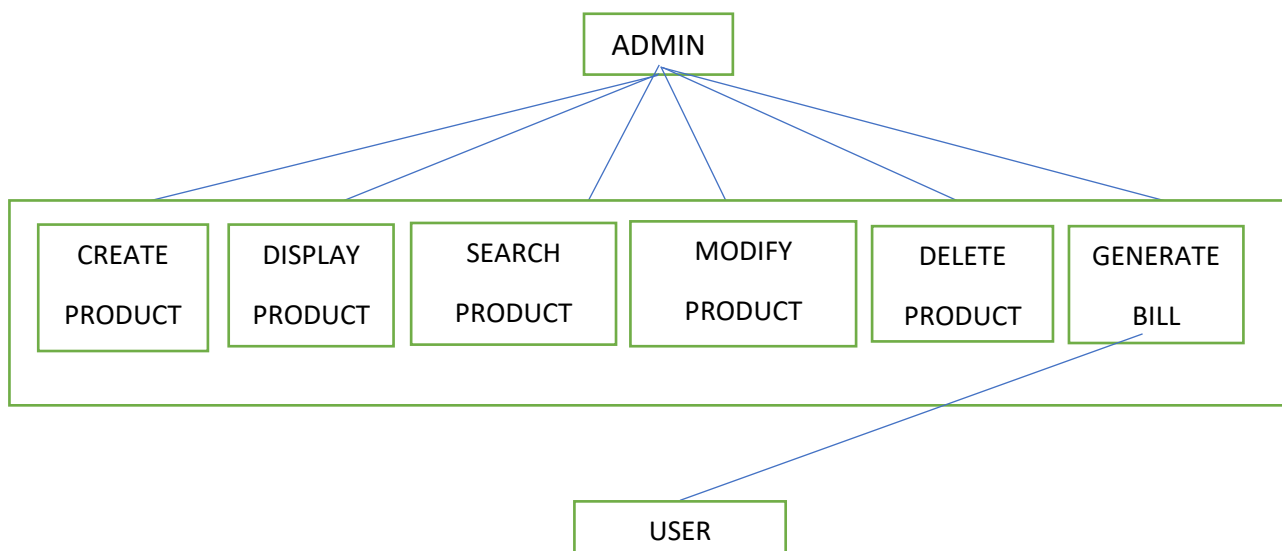 ADMIN
CREATE
PRODUCT
DISPLAY
PRODUCT
SEARCH
PRODUCT
MODIFY
PRODUCT
DELETE
PRODUCT
GENERATE
BILL
USER